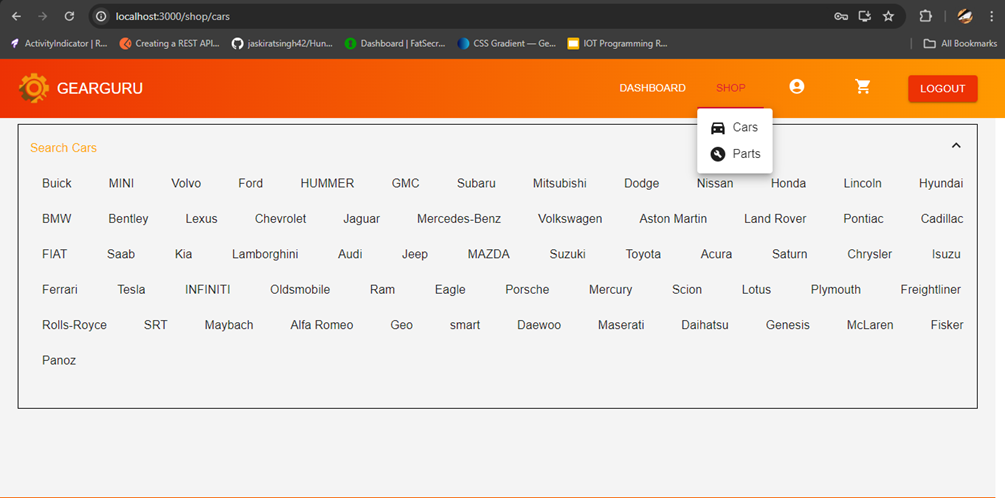 localhost:3000/shop/cars
ActivityIndicator | R... Creating a REST API... jaskiratsingh42/Hun... Dashboard | FatSecr... CSS Gradient — Ge... IOT Programming R... All Bookmarks
GEARGURU DASHBOARD SHOP LOGOUT
Cars
Parts
Search Cars
Buick MINI Volvo Ford HUMMER GMC Subaru Mitsubishi Dodge Nissan Honda Lincoln Hyundai
BMW Bentley Lexus Chevrolet Jaguar Mercedes-Benz Volkswagen Aston Martin Land Rover Pontiac Cadillac
FIAT Saab Kia Lamborghini Audi Jeep MAZDA Suzuki Toyota Acura Saturn Chrysler Isuzu
Ferrari Tesla INFINITI Oldsmobile Ram Eagle Porsche Mercury Scion Lotus Plymouth Freightliner
Rolls-Royce SRT Maybach Alfa Romeo Geo smart Daewoo Maserati Daihatsu Genesis McLaren Fisker
Panoz